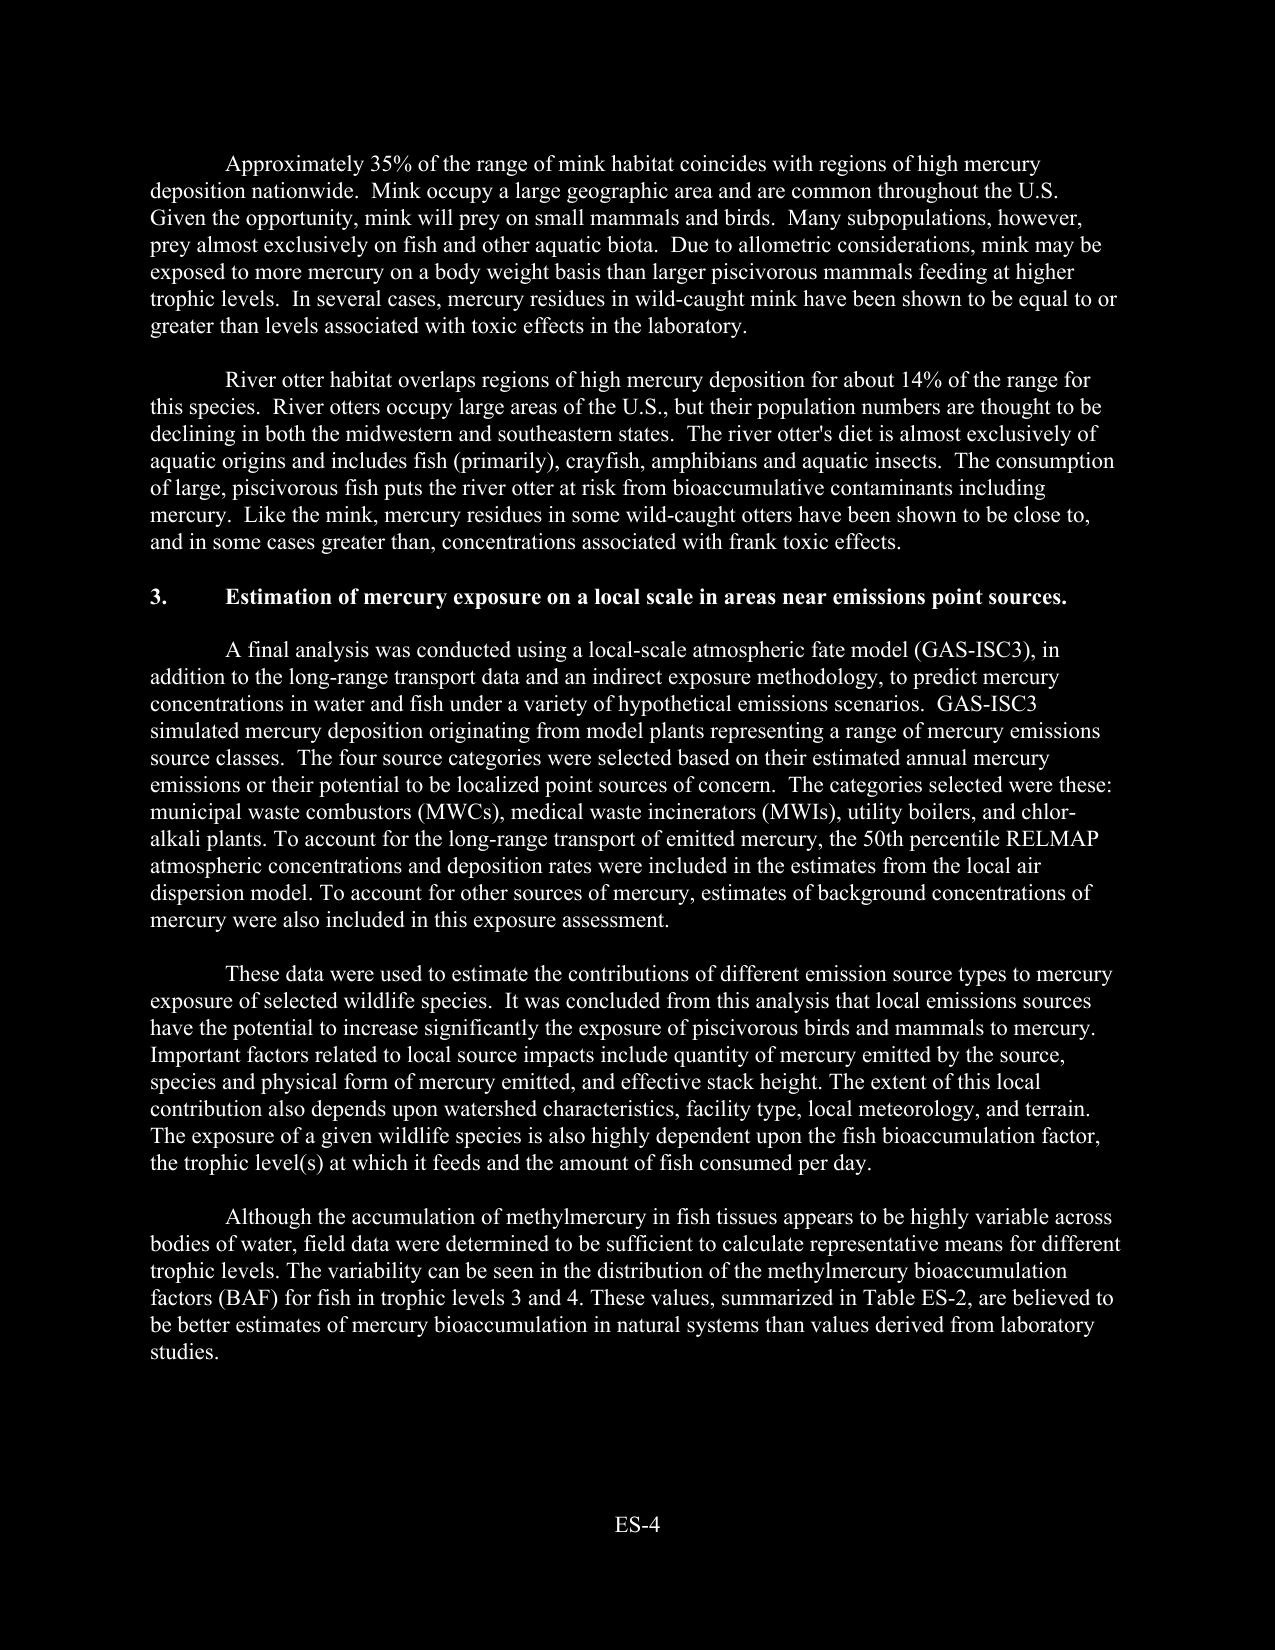 Approximately 35% of the range of mink habitat coincides with regions of high mercury
deposition nationwide.  Mink occupy a large geographic area and are common throughout the U.S.
Given the opportunity, mink will prey on small mammals and birds.  Many subpopulations, however,
prey almost exclusively on fish and other aquatic biota.  Due to allometric considerations, mink may be
exposed to more mercury on a body weight basis than larger piscivorous mammals feeding at higher
trophic levels.  In several cases, mercury residues in wild-caught mink have been shown to be equal to or
greater than levels associated with toxic effects in the laboratory.
River otter habitat overlaps regions of high mercury deposition for about 14% of the range for
this species.  River otters occupy large areas of the U.S., but their population numbers are thought to be
declining in both the midwestern and southeastern states.  The river otter's diet is almost exclusively of
aquatic origins and includes fish (primarily), crayfish, amphibians and aquatic insects.  The consumption
of large, piscivorous fish puts the river otter at risk from bioaccumulative contaminants including
mercury.  Like the mink, mercury residues in some wild-caught otters have been shown to be close to,
and in some cases greater than, concentrations associated with frank toxic effects.
3. Estimation of mercury exposure on a local scale in areas near emissions point sources.
A final analysis was conducted using a local-scale atmospheric fate model (GAS-ISC3), in
addition to the long-range transport data and an indirect exposure methodology, to predict mercury
concentrations in water and fish under a variety of hypothetical emissions scenarios.  GAS-ISC3
simulated mercury deposition originating from model plants representing a range of mercury emissions
source classes.  The four source categories were selected based on their estimated annual mercury
emissions or their potential to be localized point sources of concern.  The categories selected were these:
municipal waste combustors (MWCs), medical waste incinerators (MWIs), utility boilers, and chlor-
alkali plants. To account for the long-range transport of emitted mercury, the 50th percentile RELMAP
atmospheric concentrations and deposition rates were included in the estimates from the local air
dispersion model. To account for other sources of mercury, estimates of background concentrations of
mercury were also included in this exposure assessment.
These data were used to estimate the contributions of different emission source types to mercury
exposure of selected wildlife species.  It was concluded from this analysis that local emissions sources
have the potential to increase significantly the exposure of piscivorous birds and mammals to mercury.
Important factors related to local source impacts include quantity of mercury emitted by the source,
species and physical form of mercury emitted, and effective stack height. The extent of this local
contribution also depends upon watershed characteristics, facility type, local meteorology, and terrain.
The exposure of a given wildlife species is also highly dependent upon the fish bioaccumulation factor,
the trophic level(s) at which it feeds and the amount of fish consumed per day.
Although the accumulation of methylmercury in fish tissues appears to be highly variable across
bodies of water, field data were determined to be sufficient to calculate representative means for different
trophic levels. The variability can be seen in the distribution of the methylmercury bioaccumulation
factors (BAF) for fish in trophic levels 3 and 4. These values, summarized in Table ES-2, are believed to
be better estimates of mercury bioaccumulation in natural systems than values derived from laboratory
studies.
ES-4